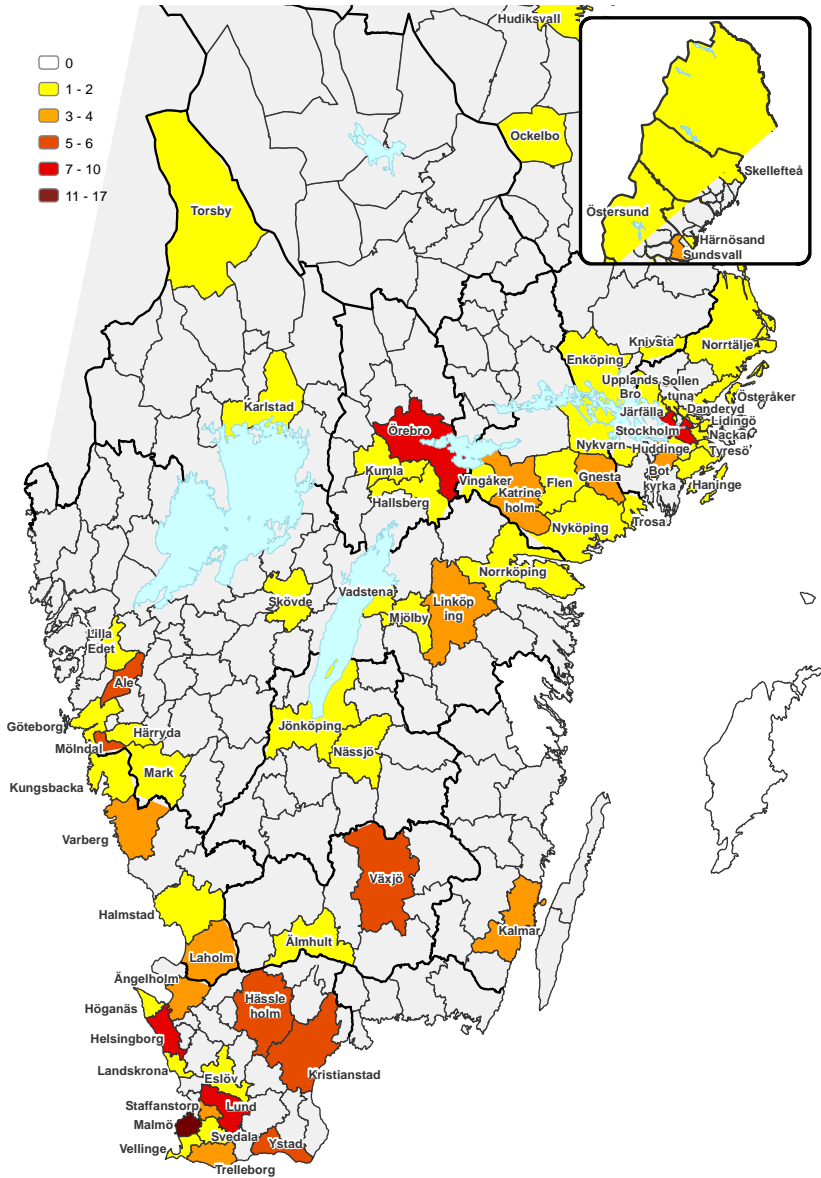 Hudiksvall
0
1 - 2
3 - 4
5 - 6
7 - 10
11 - 17
Ockelbo
Skellefteå
Östersund
Härnösand
Sundsvall
Torsby
Knivsta
Norrtälje
Enköping
Upplands
Bro
Sollen
tuna
Österåker
Karlstad
Järfälla
Danderyd
Lidingö
Örebro
Stockholm
Nacka
Nykvarn
Huddinge
Tyresö
Kumla
Vingåker
Flen
Gnesta
Bot
kyrka
Haninge
Hallsberg
Katrine
holm
Nyköping
Trosa
Norrköping
Vadstena
Skövde
Linköp
ing
Mjölby
Lilla
Edet
Ale
Göteborg
Härryda
Jönköping
Mölndal
Nässjö
Mark
Kungsbacka
Varberg
Växjö
Halmstad
Kalmar
Älmhult
Laholm
Ängelholm
Hässle
holm
Höganäs
Helsingborg
Landskrona
Kristianstad
Eslöv
Staffanstorp
Lund
Malmö
Svedala
Ystad
Vellinge
Trelleborg